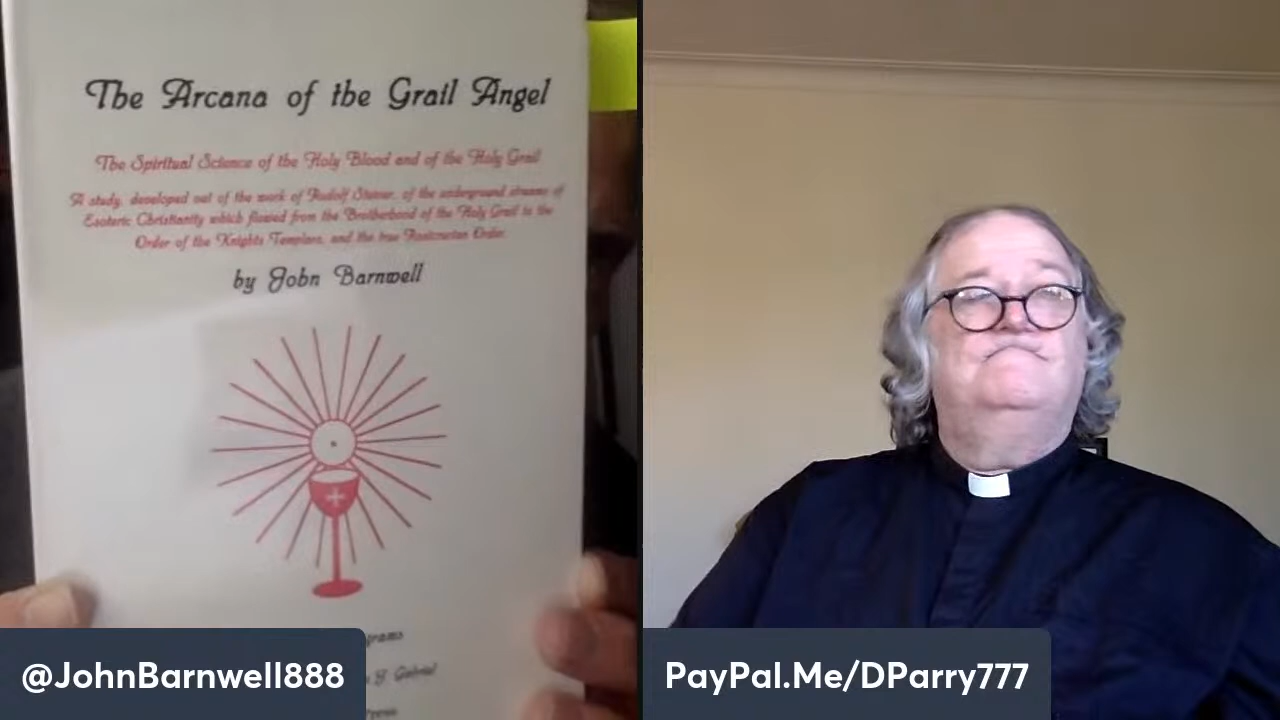 The Arcana of the Grail Angel
The Spiritual Science of the Holy Blood and of the Holy Grail
A study, developed out of the work of Rudolf Steiner, of the underground streams of
Esoteric Christianity which flowed from the Brotherhood of the Holy Grail to the
Order of the Knights Templars, and the true Rosicrucian Order.
by John Barnwell
Gabriel
@JohnBarnwell888
PayPal.Me/DParry777